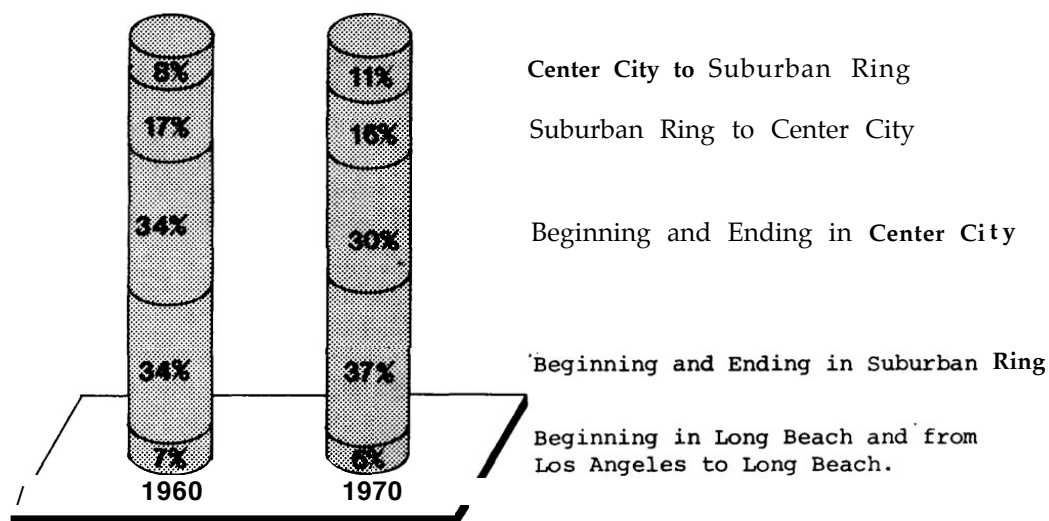 8%
11%
Center City to Suburban Ring
17%
16%
Suburban Ring to Center City
34%
30%
Beginning and Ending in Center City
34%
37%
Beginning and Ending in Suburban Ring
7%
6%
Beginning in Long Beach and from
Los Angeles to Long Beach.
1960
1970